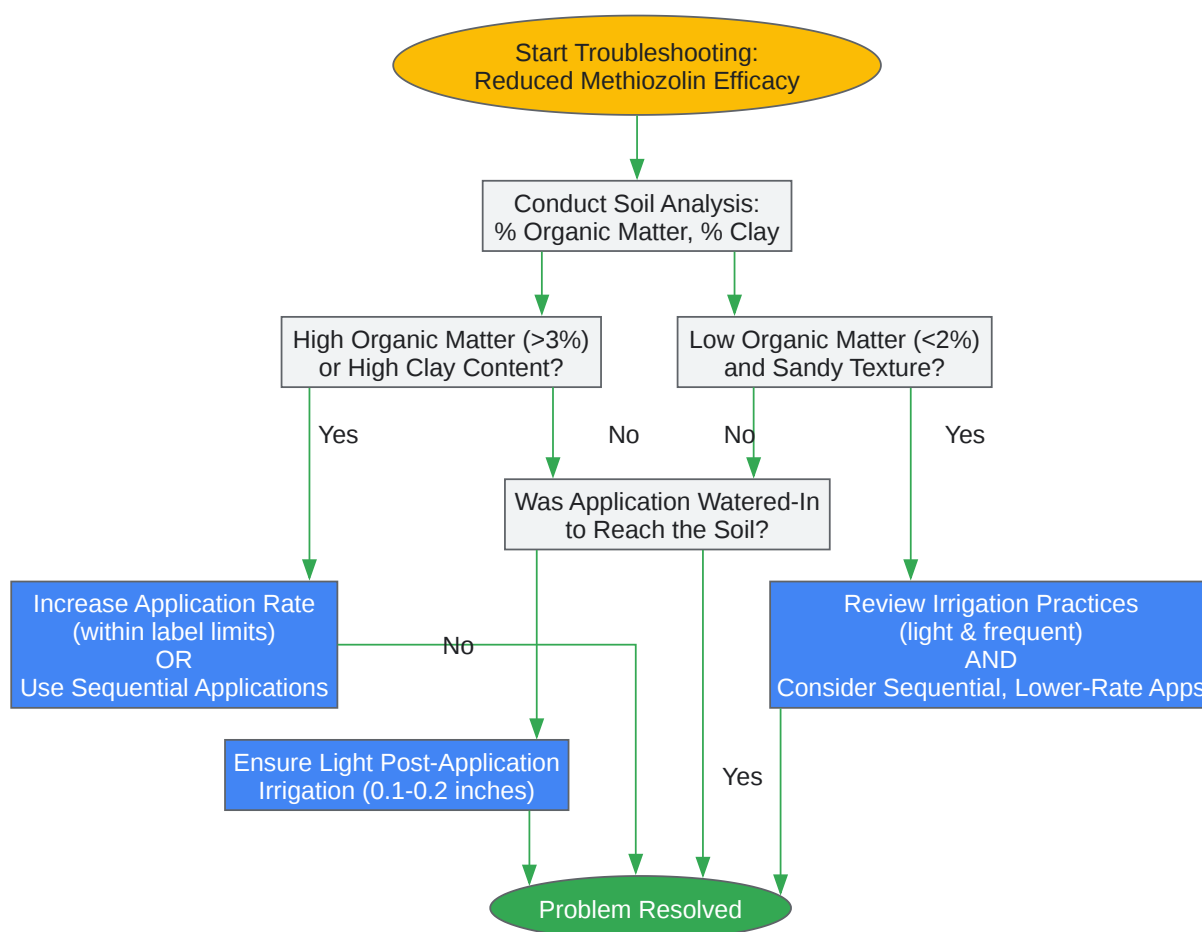 Start Troubleshooting:
Reduced Methiozolin Efficacy
Conduct Soil Analysis:
% Organic Matter, % Clay
High Organic Matter (>3%)
or High Clay Content?
Low Organic Matter (<2%)
and Sandy Texture?
Yes
No
No
Yes
Was Application Watered-In
to Reach the Soil?
Increase Application Rate
(within label limits)
OR
Use Sequential Applications
No
Review Irrigation Practices
(light & frequent)
AND
Consider Sequential, Lower-Rate Apps
Ensure Light Post-Application
Irrigation (0.1-0.2 inches)
Yes
Problem Resolved